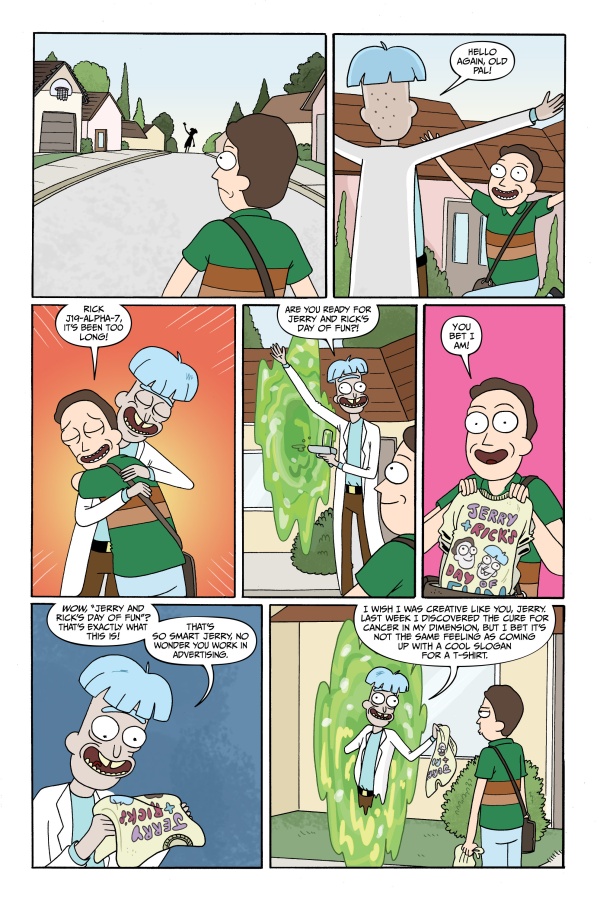 HELLO
AGAIN, OLD
PAL!
RICK
J19-ALPHA-7,
IT'S BEEN TOO
LONG!
ARE YOU READY FOR
JERRY AND RICK'S
DAY OF FUN?!
YOU
BET I
AM!
JERRY
+ RICK'S
DAY OF
FUN
WOW, "JERRY AND
RICK'S DAY OF FUN"?
THAT'S EXACTLY WHAT
THIS IS!
THAT'S
SO SMART JERRY, NO
WONDER YOU WORK IN
ADVERTISING.
JERRY
+ RICK'S
I WISH I WAS CREATIVE LIKE YOU, JERRY.
LAST WEEK I DISCOVERED THE CURE FOR
CANCER IN MY DIMENSION, BUT I BET IT'S
NOT THE SAME FEELING AS COMING
UP WITH A COOL SLOGAN
FOR A T-SHIRT.